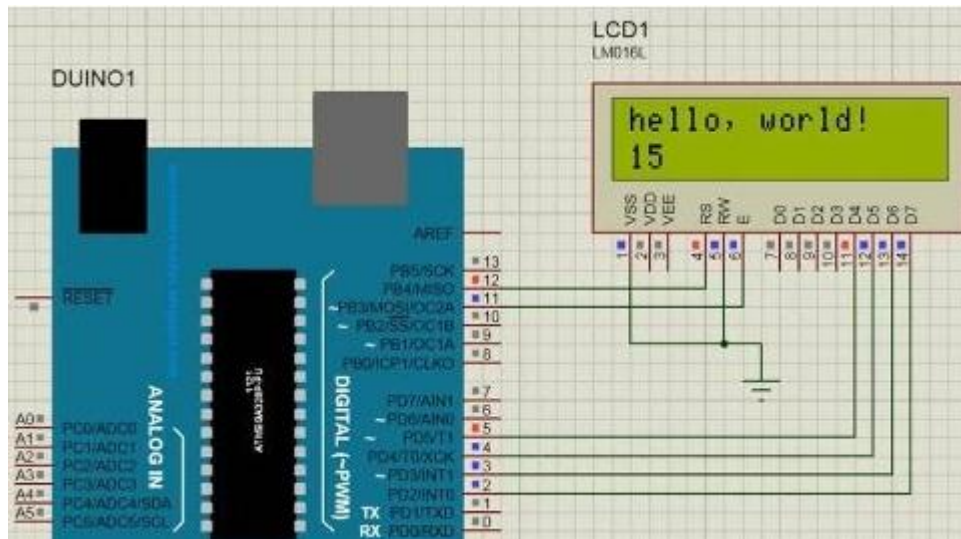 LCD1
LM016L
DUINO1
hello, world!
15
VSS
VDD
VEE
RS
RW
E
D0
D1
D2
D3
D4
D5
D6
D7
1
2
3
4
5
6
7
8
9
10
11
12
13
14
AREF
PB5/SCK 13
PB4/MISO 12
~PB3/MOSI/OC2A 11
~PB2/SS/OC1B 10
~PB1/OC1A 9
PB0/ICP1/CLKO 8
RESET
PD7/AIN1 7
~PD6/AIN0 6
~PD5/T1 5
PD4/T0/XCK 4
~PD3/INT1 3
PD2/INT0 2
TX PD1/TXD 1
RX PD0/RXD 0
DIGITAL (~PWM)
ANALOG IN
A0 PC0/ADC0
A1 PC1/ADC1
A2 PC2/ADC2
A3 PC3/ADC3
A4 PC4/ADC4/SDA
A5 PC5/ADC5/SCL